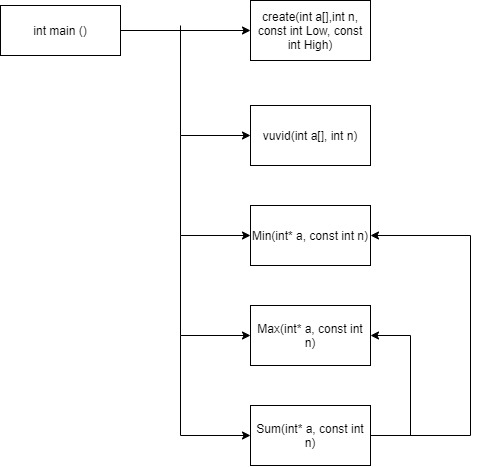 int main ()
create(int a[],int n,
const int Low, const
int High)
vuvid(int a[], int n)
Min(int* a, const int n)
Max(int* a, const int
n)
Sum(int* a, const int
n)